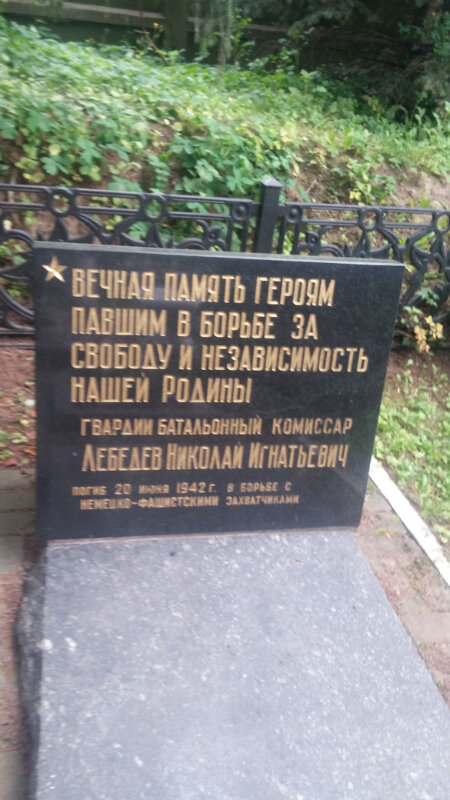 ВЕЧНАЯ ПАМЯТЬ ГЕРОЯМ
ПАВШИМ В БОРЬБЕ ЗА
СВОБОДУ И НЕЗАВИСИМОСТЬ
НАШЕЙ РОДИНЫ
ГВАРДИИ БАТАЛЬОННЫЙ КОМИССАР
ЛЕБЕДЕВ НИКОЛАЙ ИГНАТЬЕВИЧ
ПОГИБ 20 ИЮНЯ 1942 Г. В БОРЬБЕ С
НЕМЕЦКО-ФАШИСТСКИМИ ЗАХВАТЧИКАМИ